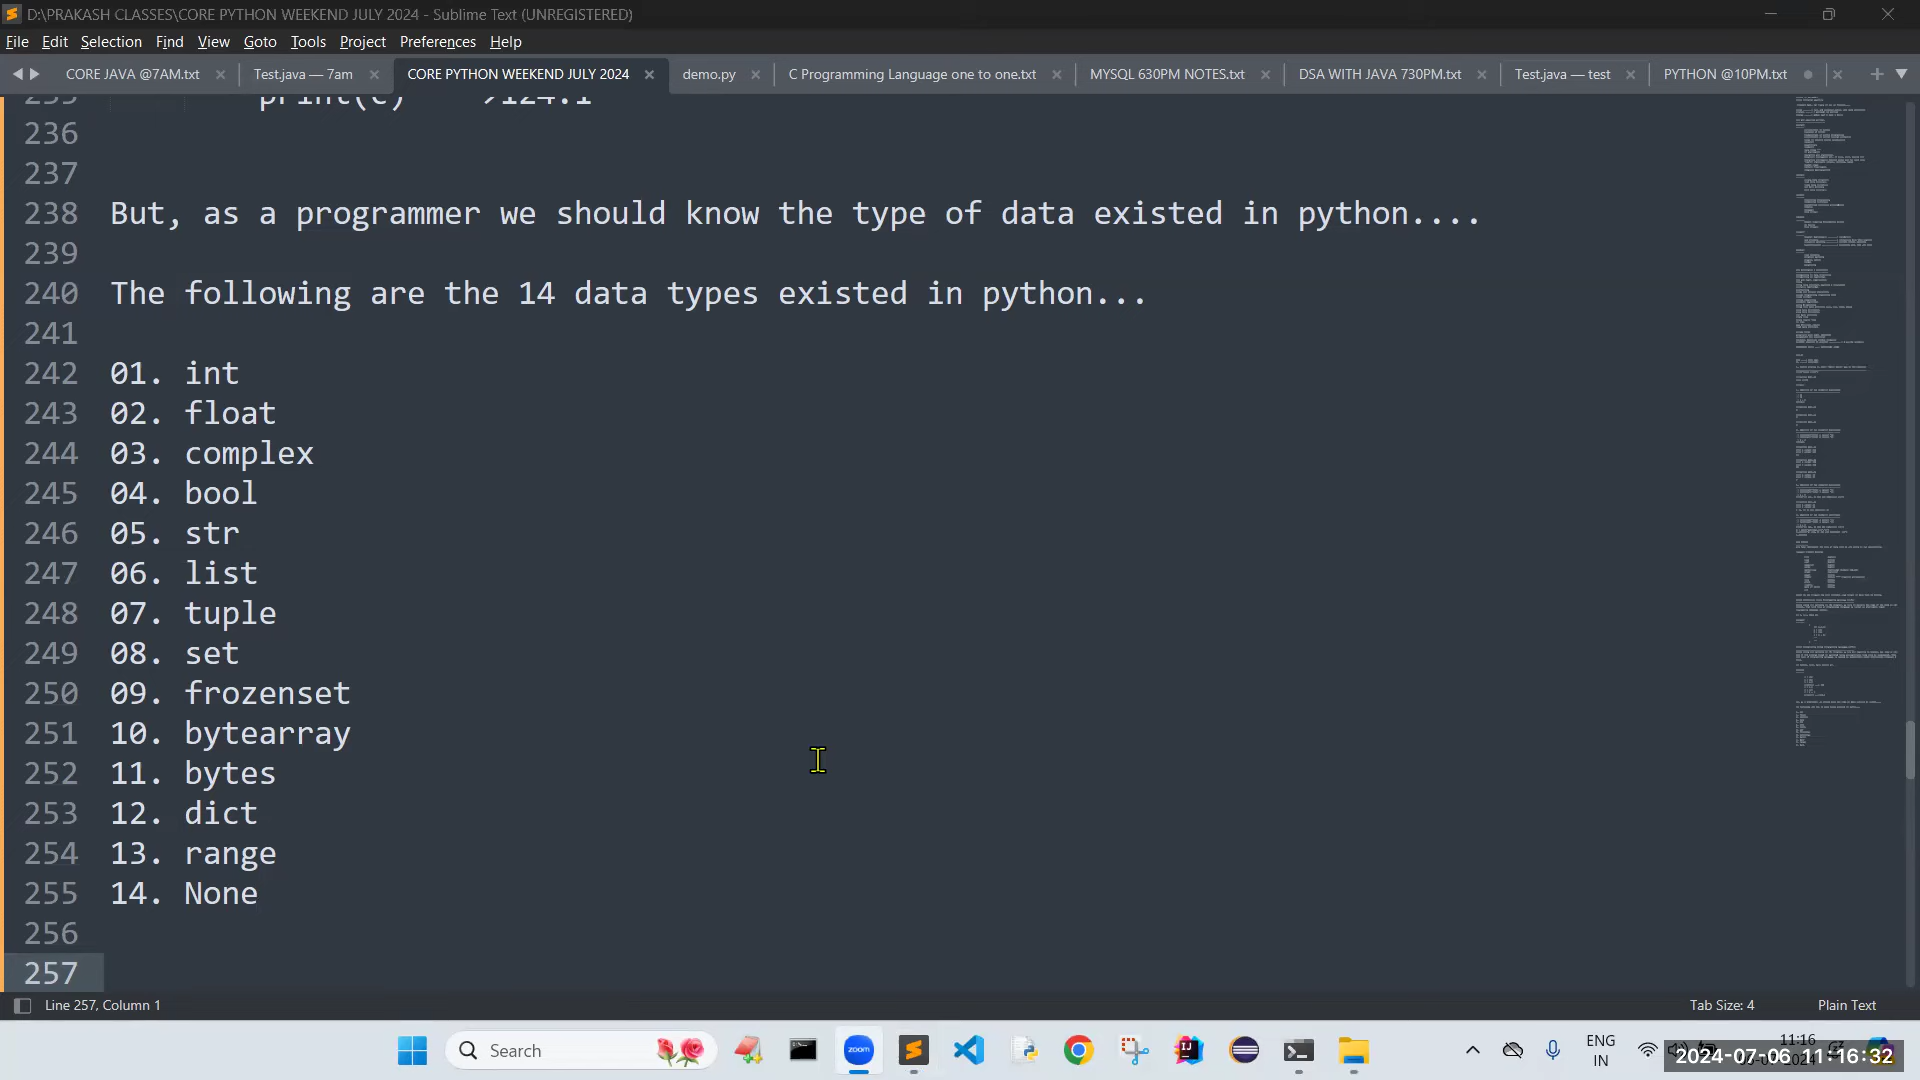 D:\PRAKASH CLASSES\CORE PYTHON WEEKEND JULY 2024 - Sublime Text (UNREGISTERED)
File Edit Selection Find View Goto Tools Project Preferences Help
CORE JAVA @7AM.txt Test.java — 7am CORE PYTHON WEEKEND JULY 2024 demo.py C Programming Language one to one.txt MYSQL 630PM NOTES.txt DSA WITH JAVA 730PM.txt Test.java — test PYTHON @10PM.txt
236
237
238 But, as a programmer we should know the type of data existed in python....
239
240 The following are the 14 data types existed in python...
241
242 01. int
243 02. float
244 03. complex
245 04. bool
246 05. str
247 06. list
248 07. tuple
249 08. set
250 09. frozenset
251 10. bytearray
252 11. bytes
253 12. dict
254 13. range
255 14. None
256
257
Line 257, Column 1 Tab Size: 4 Plain Text
Search zoom ENG 11:16
IN 2024-07-06 11:16:32